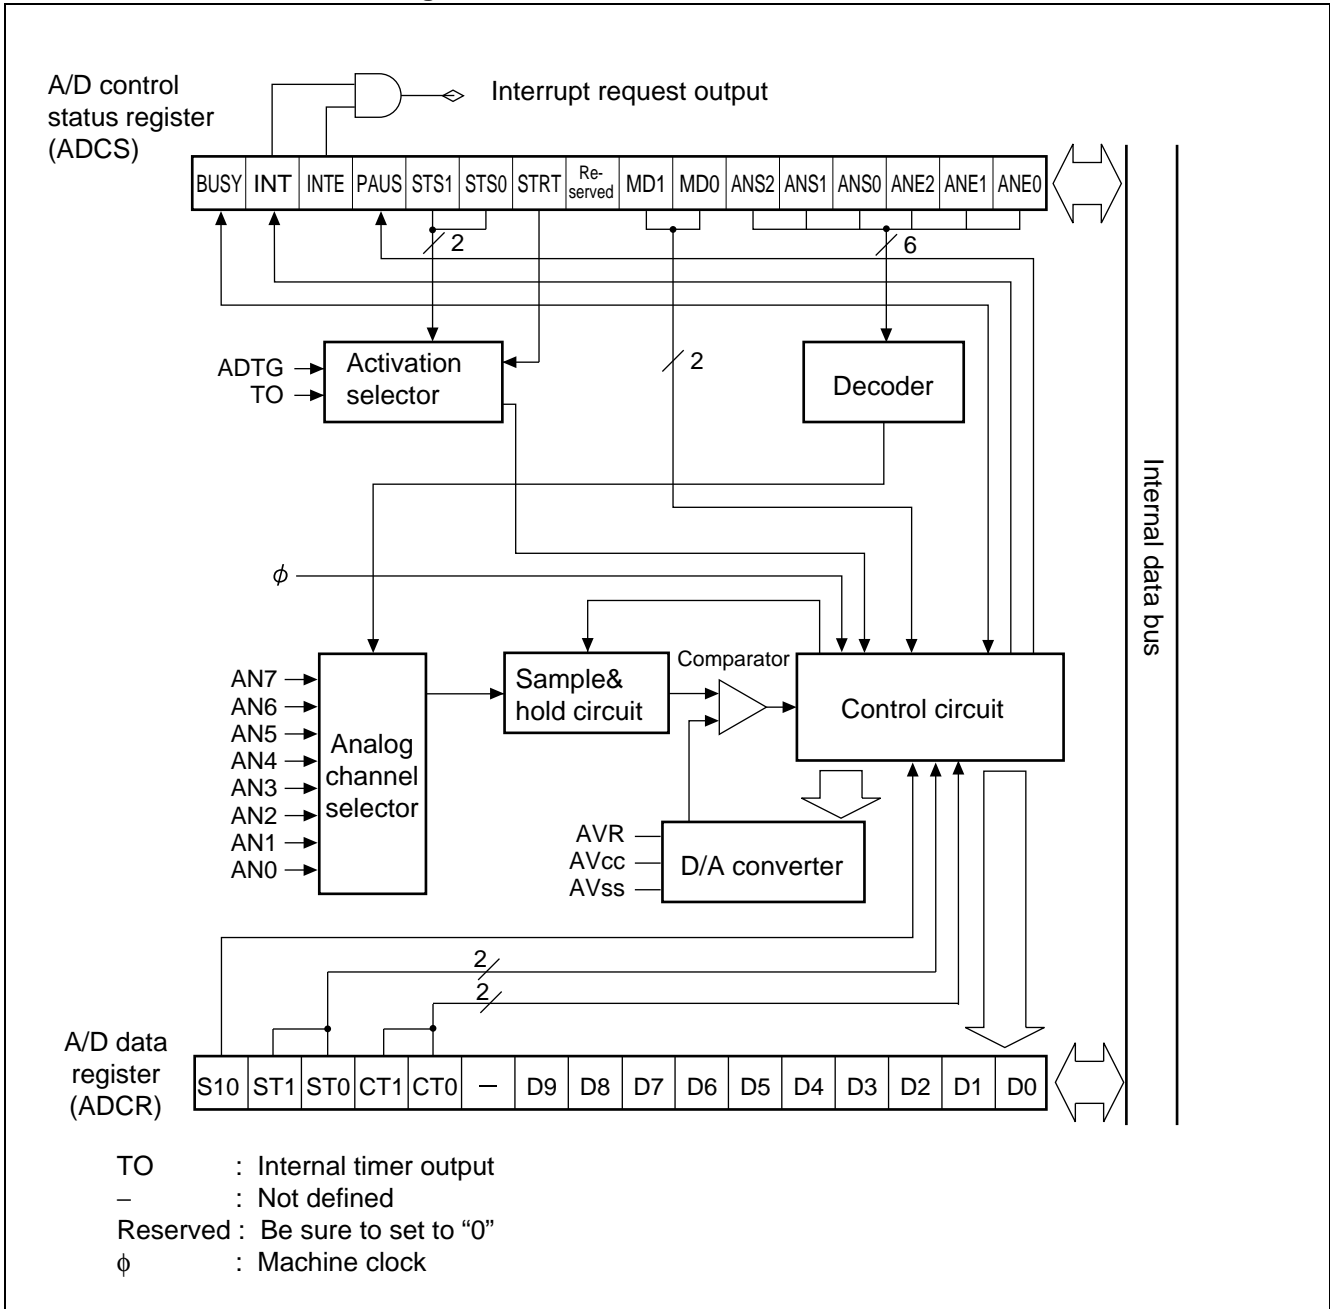 A/D control
status register
(ADCS)
Interrupt request output
BUSY INT INTE PAUS STS1 STS0 STRT Re-served MD1 MD0 ANS2 ANS1 ANS0 ANE2 ANE1 ANE0
2
6
ADTG
TO
Activation
selector
2
Decoder
Internal data bus
ϕ
AN7
AN6
AN5
AN4
AN3
AN2
AN1
AN0
Analog
channel
selector
Sample&
hold circuit
Comparator
Control circuit
AVR
AVcc
AVss
D/A converter
2
2
A/D data
register
(ADCR)
S10 ST1 ST0 CT1 CT0 – D9 D8 D7 D6 D5 D4 D3 D2 D1 D0
TO : Internal timer output
– : Not defined
Reserved : Be sure to set to “0”
ϕ : Machine clock